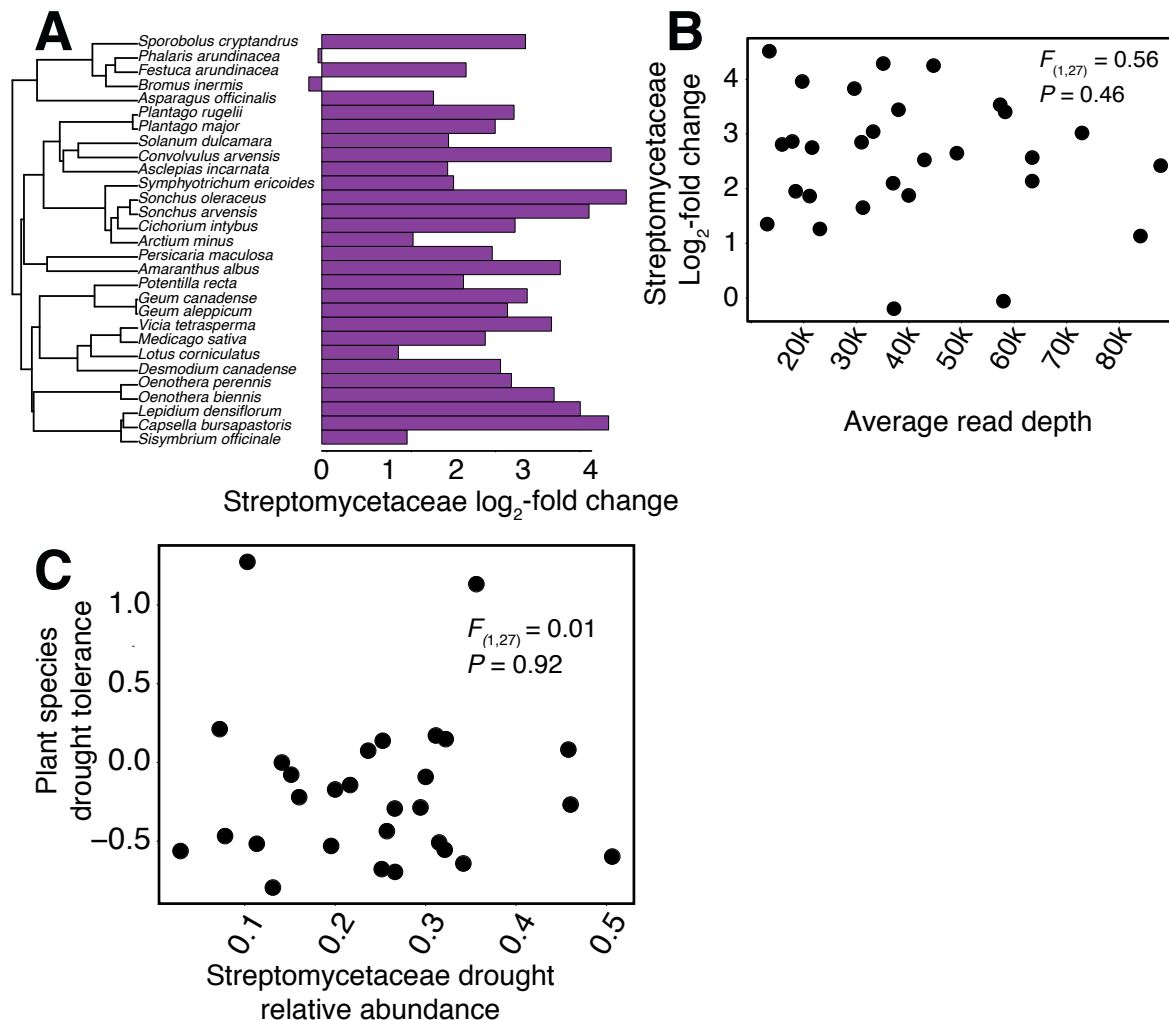 A
Sporobolus cryptandrus
Phalaris arundinacea
Festuca arundinacea
Bromus inermis
Asparagus officinalis
Plantago rugelii
Plantago major
Solanum dulcamara
Convolvulus arvensis
Asclepias incarnata
Symphyotrichum ericoides
Sonchus oleraceus
Sonchus arvensis
Cichorium intybus
Arctium minus
Persicaria maculosa
Amaranthus albus
Potentilla recta
Geum canadense
Geum aleppicum
Vicia tetrasperma
Medicago sativa
Lotus corniculatus
Desmodium canadense
Oenothera perennis
Oenothera biennis
Lepidium densiflorum
Capsella bursapastoris
Sisymbrium officinale
0 1 2 3 4
Streptomycetaceae log2-fold change
B
Streptomycetaceae
Log2-fold change
4
3
2
1
0
F(1,27) = 0.56
P = 0.46
20k 30k 40k 50k 60k 70k 80k
Average read depth
C
Plant species
drought tolerance
1.0
0.5
0.0
−0.5
F(1,27) = 0.01
P = 0.92
0.1 0.2 0.3 0.4 0.5
Streptomycetaceae drought
relative abundance